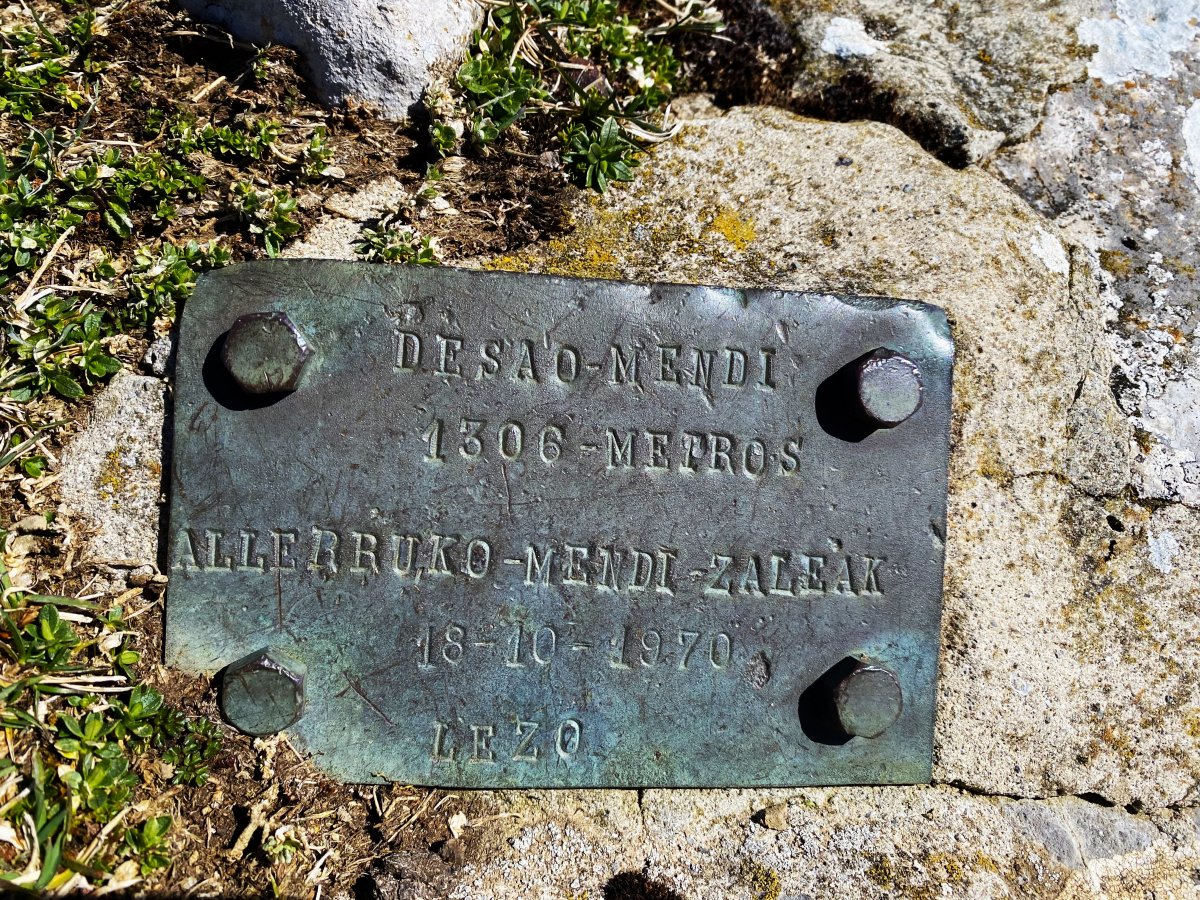 DESAO-MENDI
1306-METROS
ALLERRUKO-MENDI-ZALEAK
18-10-1970
LEZO